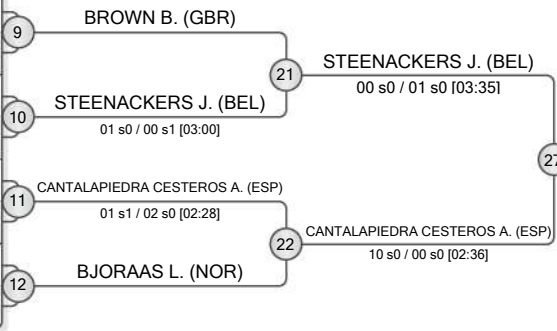 BROWN B. (GBR)
9
21
STEENACKERS J. (BEL)
00 s0 / 01 s0 [03:35]
STEENACKERS J. (BEL)
10
01 s0 / 00 s1 [03:00]
27
CANTALAPIEDRA CESTEROS A. (ESP)
11
01 s1 / 02 s0 [02:28]
CANTALAPIEDRA CESTEROS A. (ESP)
22
10 s0 / 00 s0 [02:36]
BJORAAS L. (NOR)
12